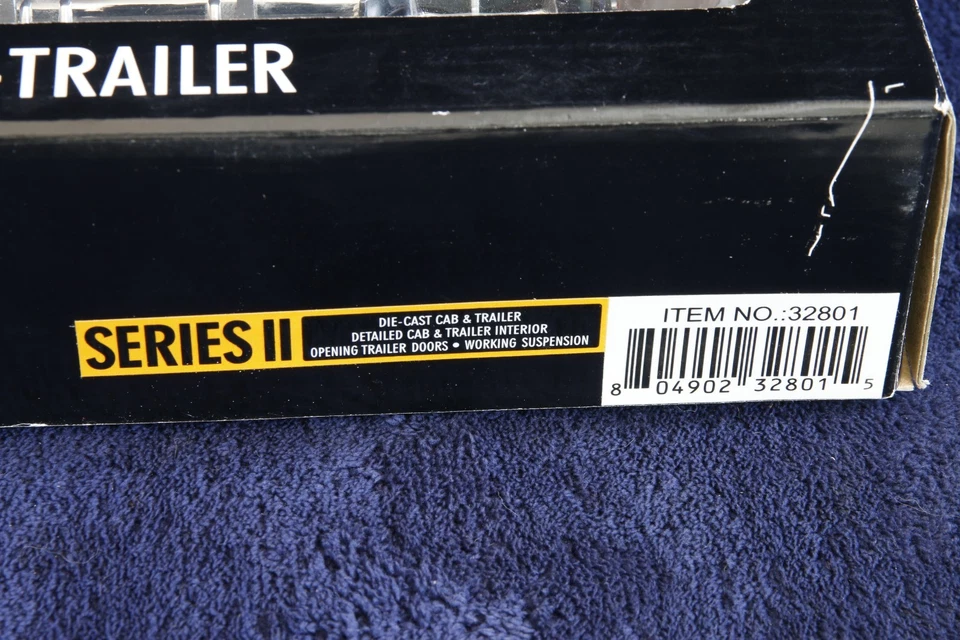 -TRAILER
SERIES II
DIE-CAST CAB & TRAILER
DETAILED CAB & TRAILER INTERIOR
OPENING TRAILER DOORS • WORKING SUSPENSION
ITEM NO.:32801
8 04902 32801 5